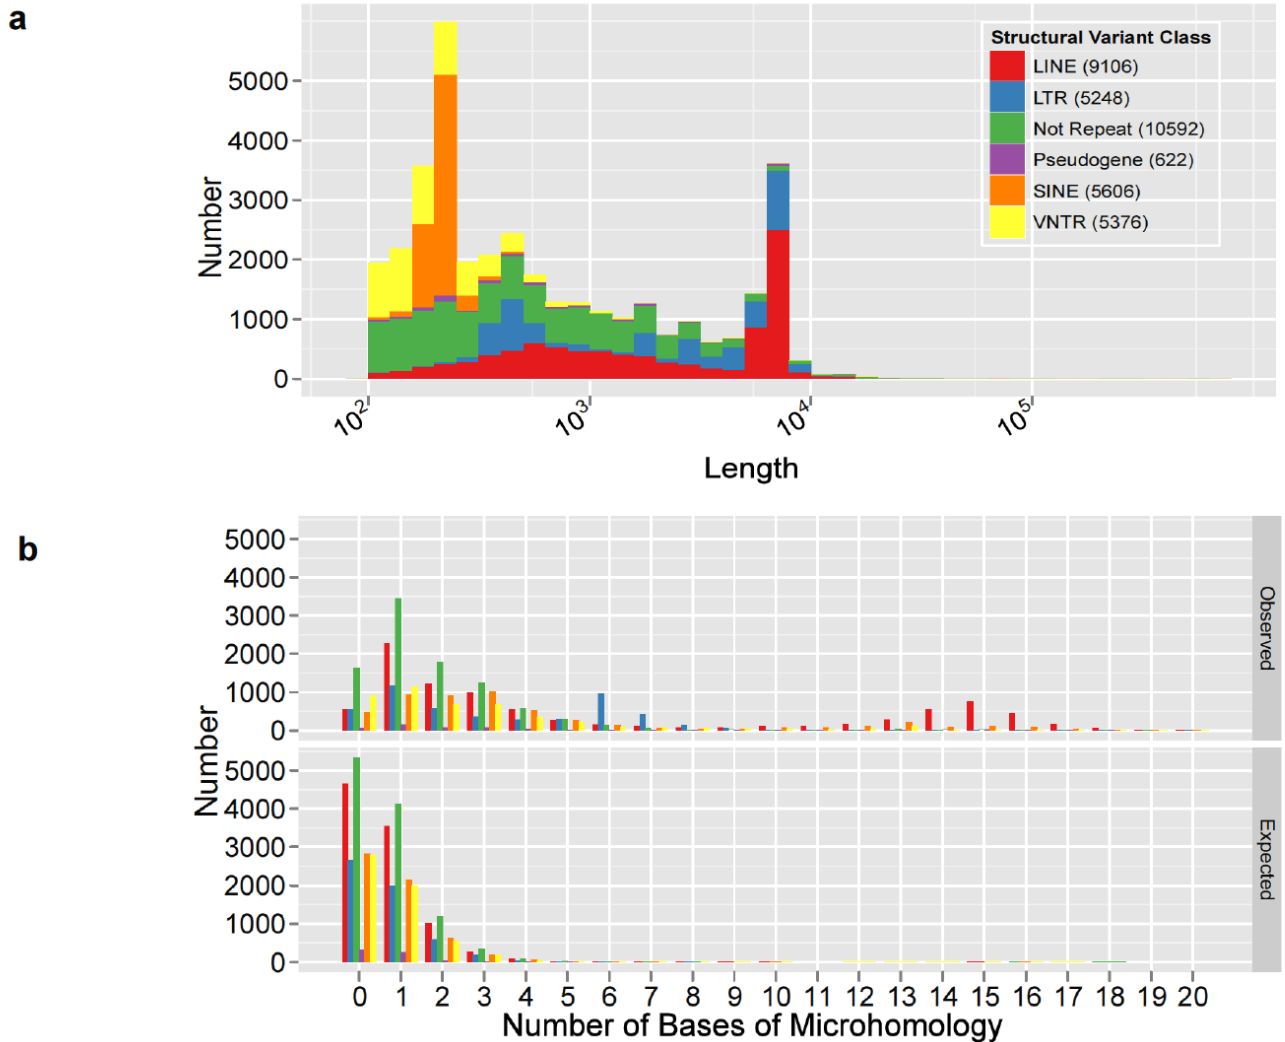 a
Structural Variant Class
LINE (9106)
LTR (5248)
Not Repeat (10592)
Pseudogene (622)
SINE (5606)
VNTR (5376)
Number
5000
4000
3000
2000
1000
0
10²
10³
10⁴
10⁵
Length
b
Number
5000
4000
3000
2000
1000
0
Observed
5000
4000
3000
2000
1000
0
Expected
0 1 2 3 4 5 6 7 8 9 10 11 12 13 14 15 16 17 18 19 20
Number of Bases of Microhomology